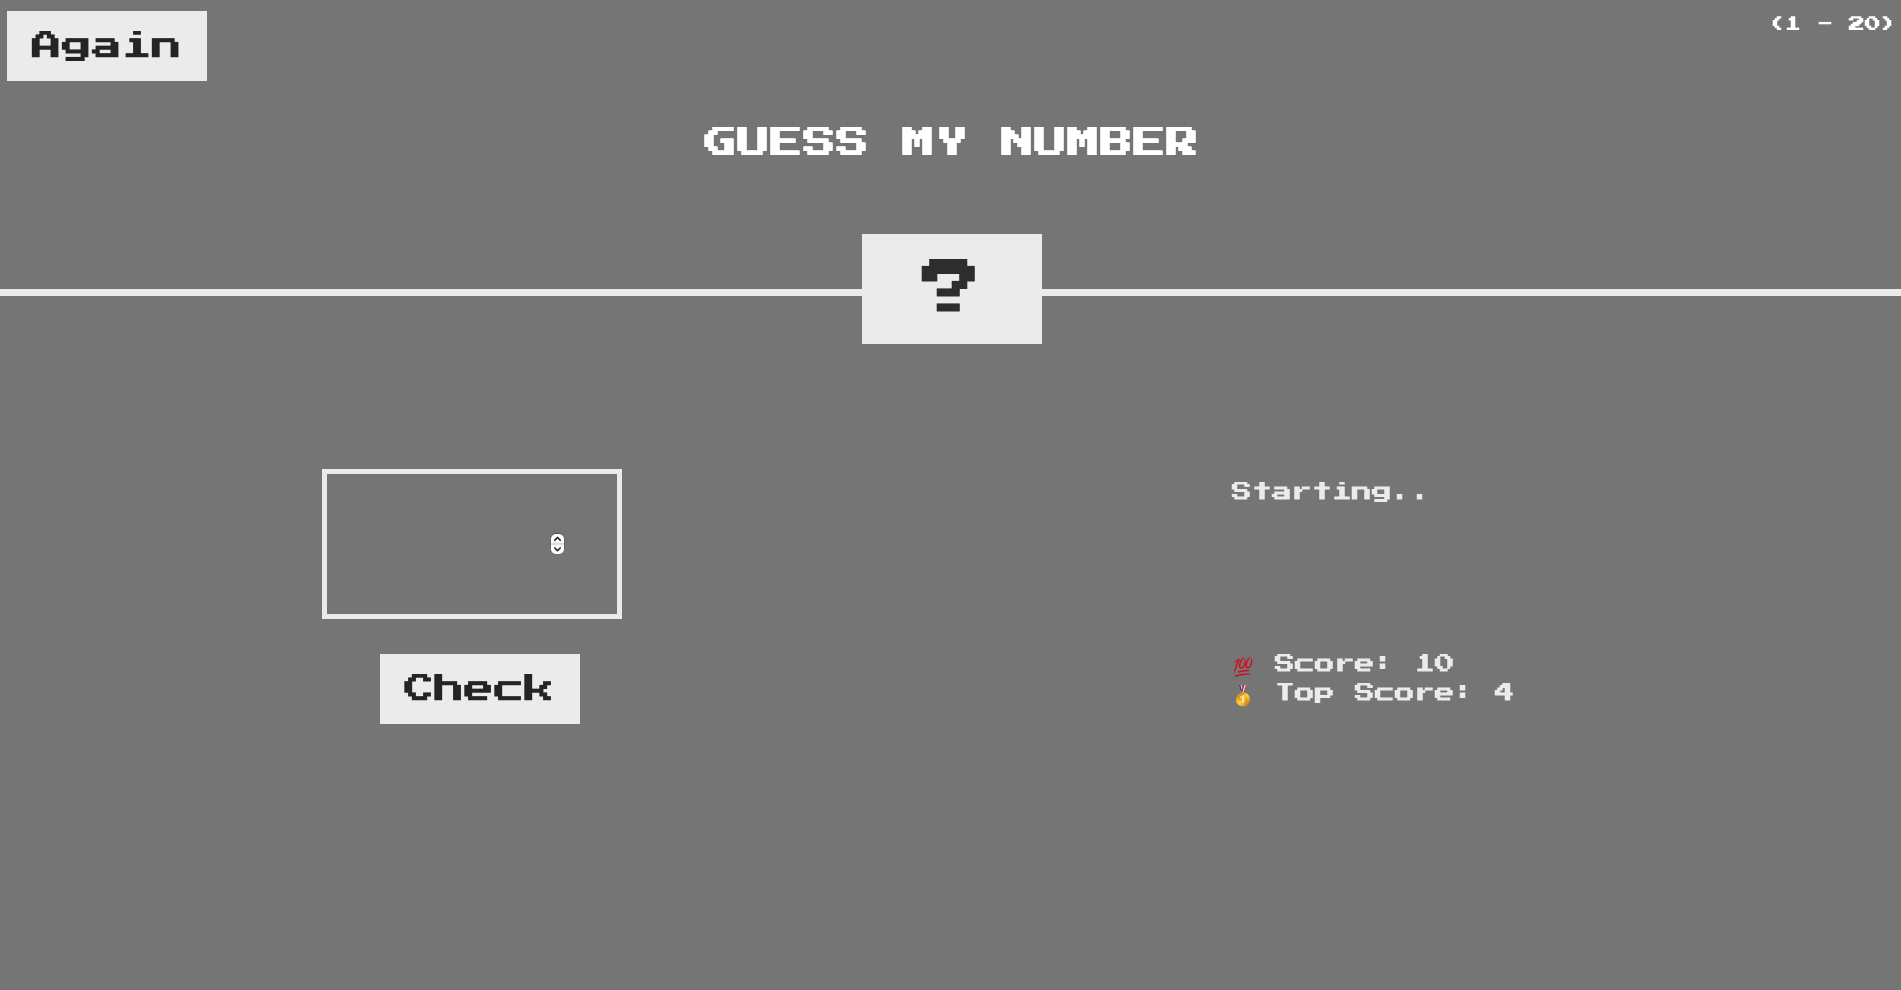 Again
(1 - 20)
GUESS MY NUMBER
?
Starting..
Check
💯 Score: 10
🥇 Top Score: 4